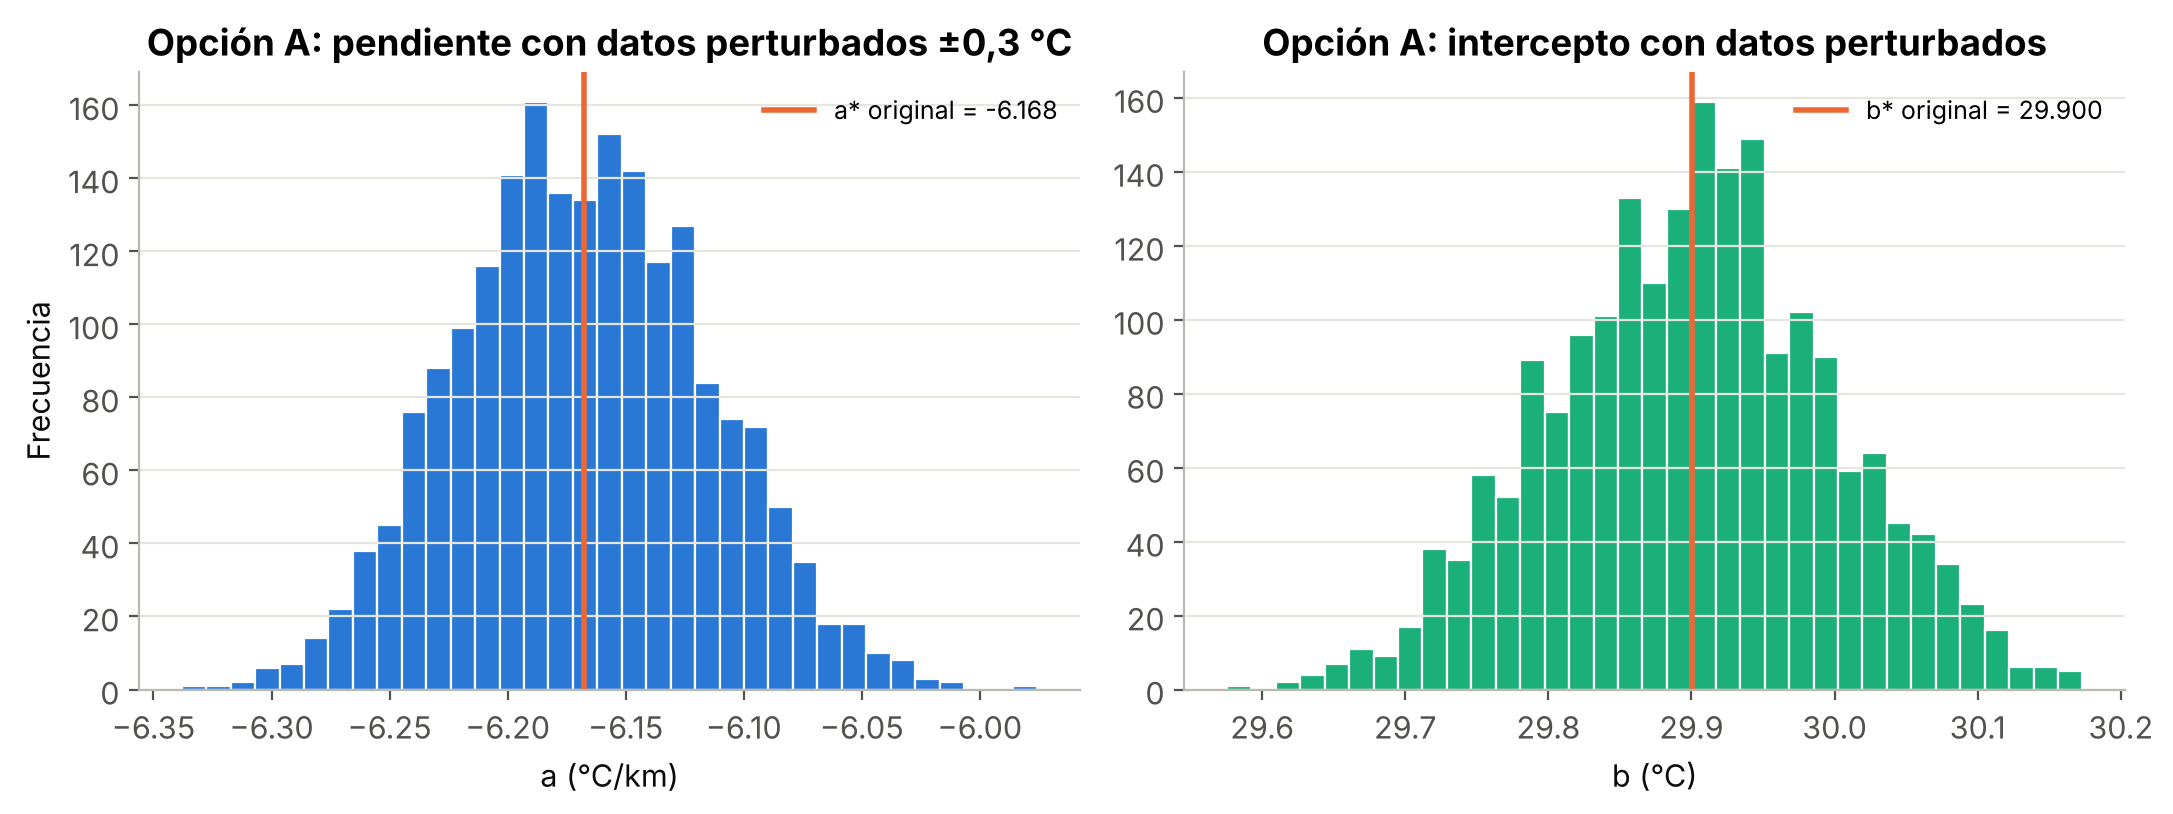 Opción A: pendiente con datos perturbados ±0,3 °C
a* original = -6.168
Frecuencia
160
140
120
100
80
60
40
20
0
−6.35 −6.30 −6.25 −6.20 −6.15 −6.10 −6.05 −6.00
a (°C/km)
Opción A: intercepto con datos perturbados
b* original = 29.900
160
140
120
100
80
60
40
20
0
29.6 29.7 29.8 29.9 30.0 30.1 30.2
b (°C)